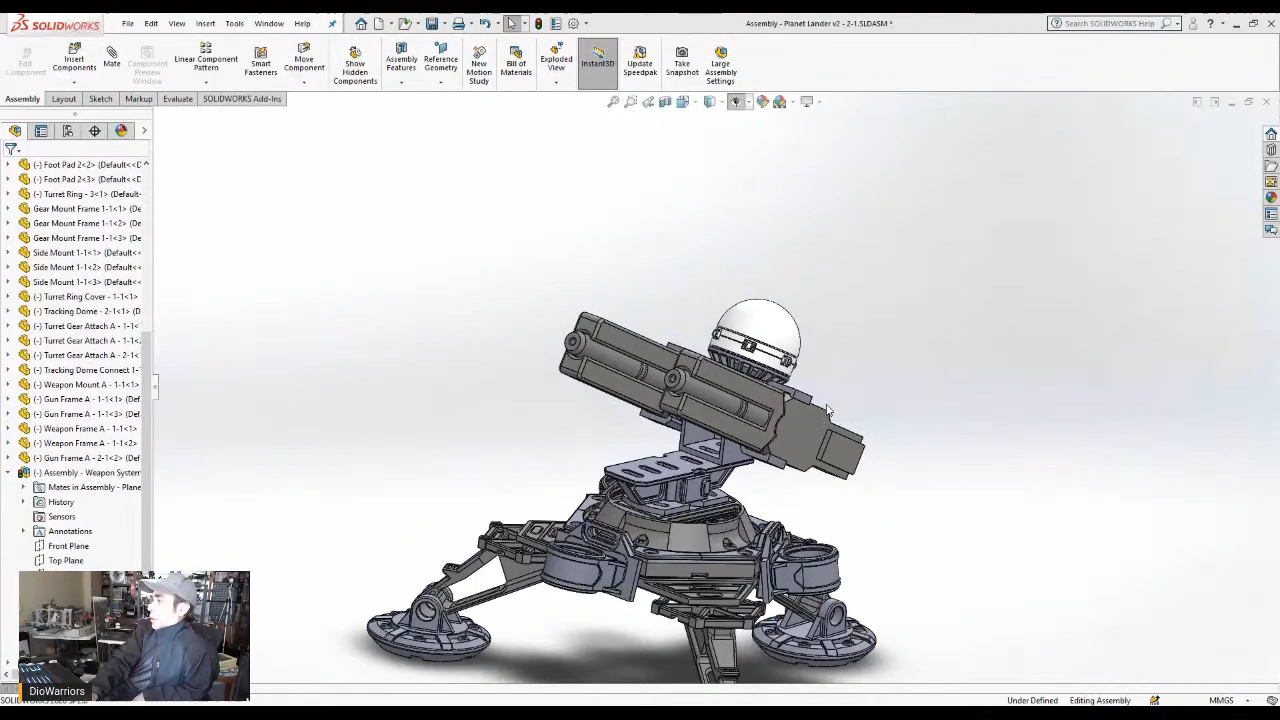 SOLIDWORKS
File Edit View Insert Tools Window Help
Assembly - Planet Lander v2 - 2-1.SLDASM *
Search SOLIDWORKS Help
Edit Component
Insert Components
Mate
Component Preview Window
Linear Component Pattern
Smart Fasteners
Move Component
Show Hidden Components
Assembly Features
Reference Geometry
New Motion Study
Bill of Materials
Exploded View
Instant3D
Update Speedpak
Take Snapshot
Large Assembly Settings
Assembly Layout Sketch Markup Evaluate SOLIDWORKS Add-Ins
(-) Foot Pad 2<2> (Default<<D
(-) Foot Pad 2<3> (Default<<D
(-) Turret Ring - 3<1> (Default-
Gear Mount Frame 1-1<1> (De
Gear Mount Frame 1-1<2> (De
Gear Mount Frame 1-1<3> (De
Side Mount 1-1<1> (Default<<
Side Mount 1-1<2> (Default<<
Side Mount 1-1<3> (Default<<
(-) Turret Ring Cover - 1-1<1>
(-) Tracking Dome - 2-1<1> (D
(-) Turret Gear Attach A - 1-1<
(-) Turret Gear Attach A - 1-1<
(-) Turret Gear Attach A - 2-1<
(-) Tracking Dome Connect 1-
(-) Weapon Mount A - 1-1<1>
(-) Gun Frame A - 1-1<1> (De
(-) Gun Frame A - 1-1<3> (De
(-) Weapon Frame A - 1-1<1>
(-) Weapon Frame A - 1-1<2>
(-) Gun Frame A - 2-1<2> (De
(-) Assembly - Weapon System
Mates in Assembly - Plane
History
Sensors
Annotations
Front Plane
Top Plane
DioWarriors
Under Defined Editing Assembly MMGS